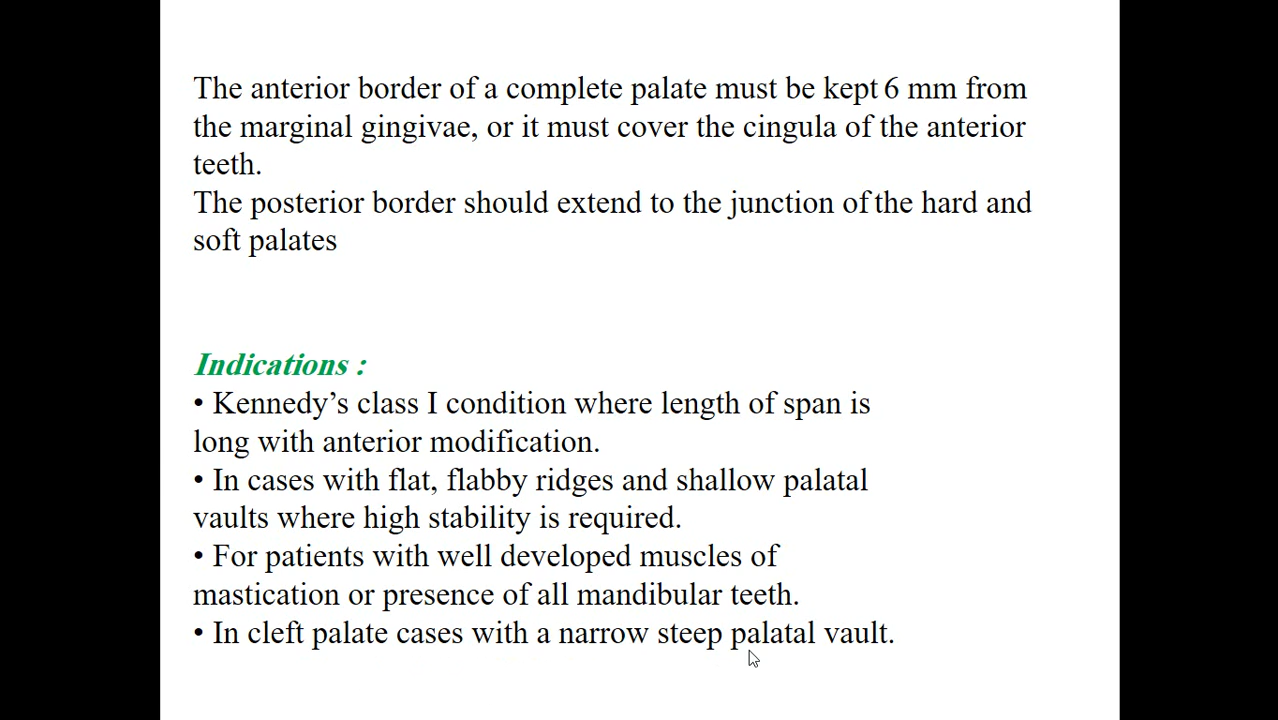 The anterior border of a complete palate must be kept 6 mm from
the marginal gingivae, or it must cover the cingula of the anterior
teeth.
The posterior border should extend to the junction of the hard and
soft palates
Indications :
• Kennedy’s class I condition where length of span is
long with anterior modification.
• In cases with flat, flabby ridges and shallow palatal
vaults where high stability is required.
• For patients with well developed muscles of
mastication or presence of all mandibular teeth.
• In cleft palate cases with a narrow steep palatal vault.